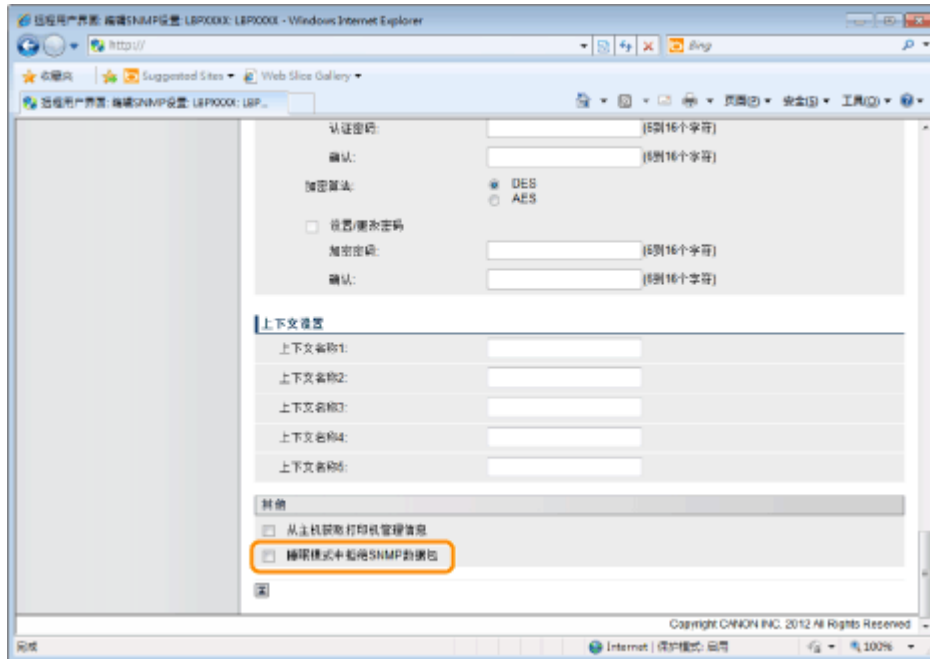 远程用户界面: 编辑SNMP设置: LBPXXXX: LBPXXXX - Windows Internet Explorer
http://
Bing
收藏夹 Suggested Sites Web Slice Gallery
远程用户界面: 编辑SNMP设置: LBPXXXX: LBP...
页面(P) 安全(S) 工具(O)
认证密码: (6到16个字符)
确认: (6到16个字符)
加密算法: DES
AES
设置/更改密码
加密密码: (6到16个字符)
确认: (6到16个字符)
上下文设置
上下文名称1:
上下文名称2:
上下文名称3:
上下文名称4:
上下文名称5:
其他
从主机获取打印机管理信息
睡眠模式中拒绝SNMP数据包
Copyright CANON INC. 2012 All Rights Reserved
完成 Internet | 保护模式: 启用 100%